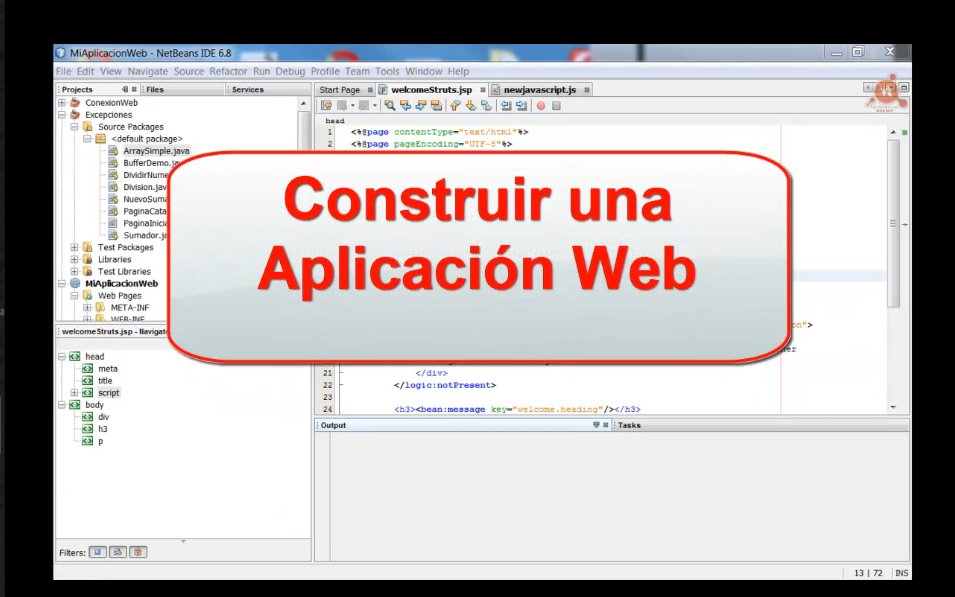 MiAplicacionWeb - NetBeans IDE 6.8
File Edit View Navigate Source Refactor Run Debug Profile Team Tools Window Help
Projects Files Services
Start Page welcomeStruts.jsp newjavascript.js
ConexionWeb
Excepciones
Source Packages
<default package>
ArraySimple.java
BufferDemo.ja
DividirNume
Division.jav
NuevoSuma
PaginaCata
PaginaInicia
Sumador.ja
Test Packages
Libraries
Test Libraries
MiAplicacionWeb
Web Pages
META-INF
WEB-INF
head
1 <%@page contentType="text/html"%>
2 <%@page pageEncoding="UTF-8"%>
Construir una
Aplicación Web
on">
21 </div>
22 </logic:notPresent>
23
24 <h3><bean:message key="welcome.heading"/></h3>
welcomeStruts.jsp - Navigat
head
meta
title
script
body
div
h3
p
Filters:
Output Tasks
13 | 72 INS